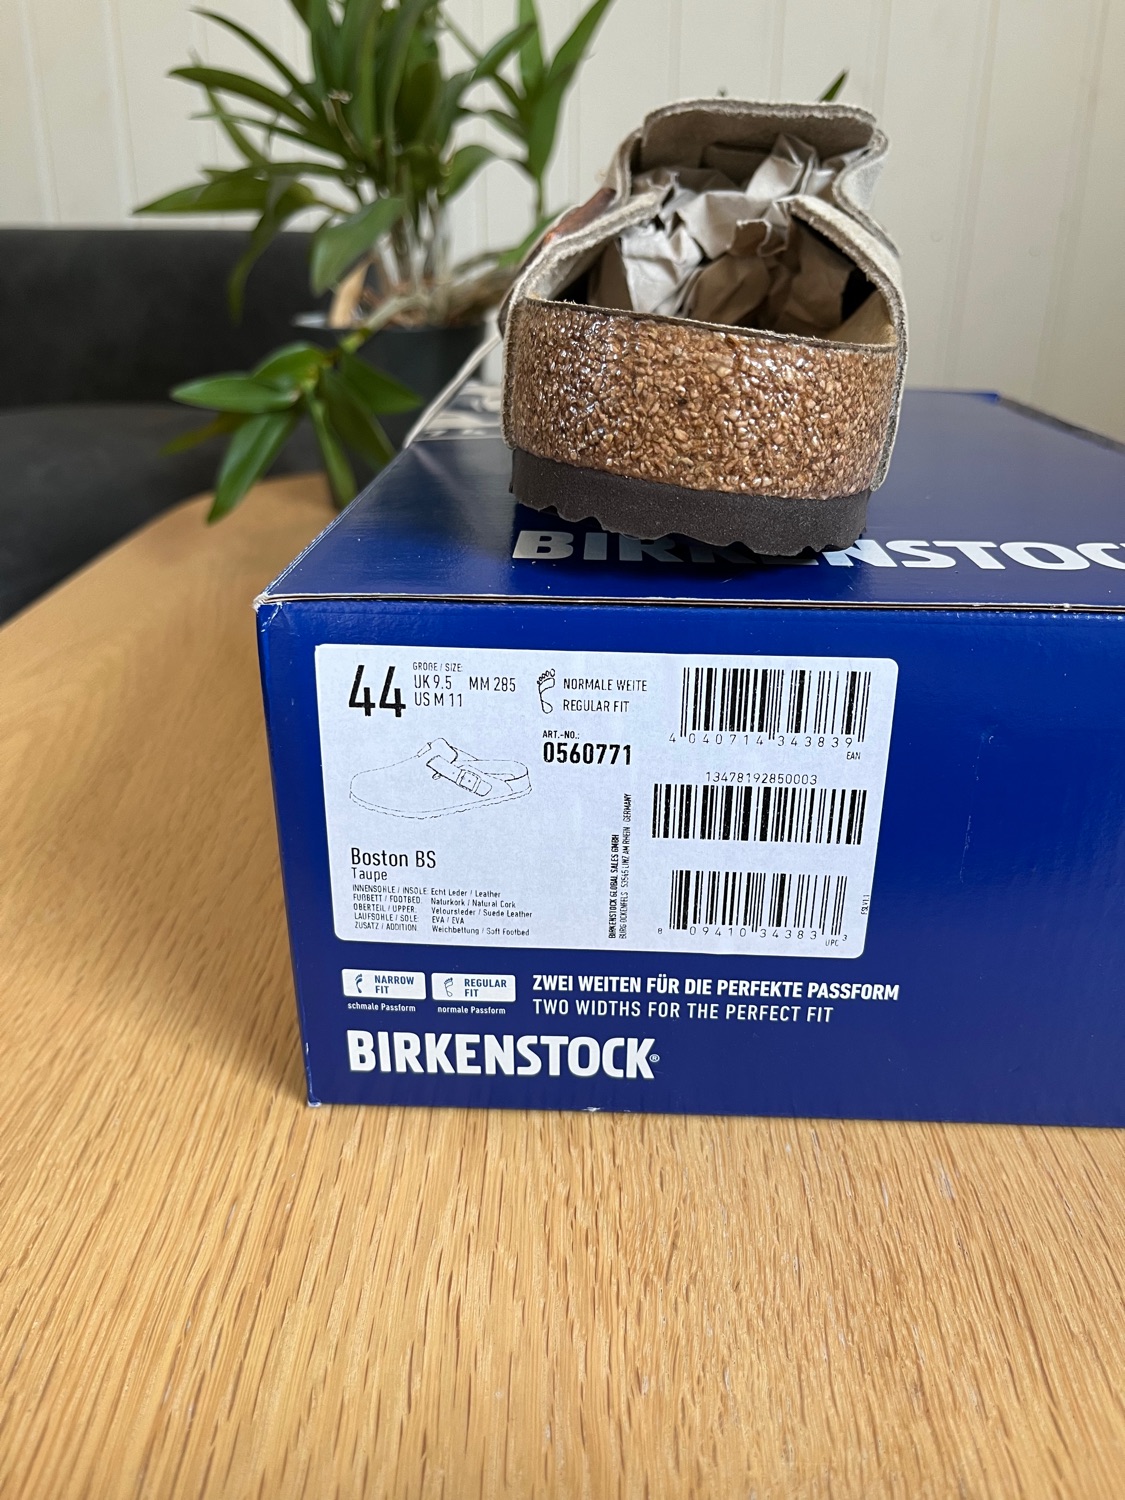 BIRKENSTOC
44
GRÖßE / SIZE:
UK 9.5 MM 285
US M 11
NORMALE WEITE
REGULAR FIT
ART.-NO.:
0560771
4 040714 343839
EAN
13478192850003
Boston BS
Taupe
INNENSOHLE / INSOLE: Echt Leder / Leather
FUßBETT / FOOTBED: Naturkork / Natural Cork
OBERTEIL / UPPER: Veloursleder / Suede Leather
LAUFSOHLE / SOLE: EVA / EVA
ZUSATZ / ADDITION: Weichbettung / Soft Footbed
BIRKENSTOCK GLOBAL SALES GMBH
BURG-OCKENFELS 53545 LINZ AM RHEIN GERMANY
8 09410 34383 3
UPC
NARROW
FIT
schmale Passform
REGULAR
FIT
normale Passform
ZWEI WEITEN FÜR DIE PERFEKTE PASSFORM
TWO WIDTHS FOR THE PERFECT FIT
BIRKENSTOCK®